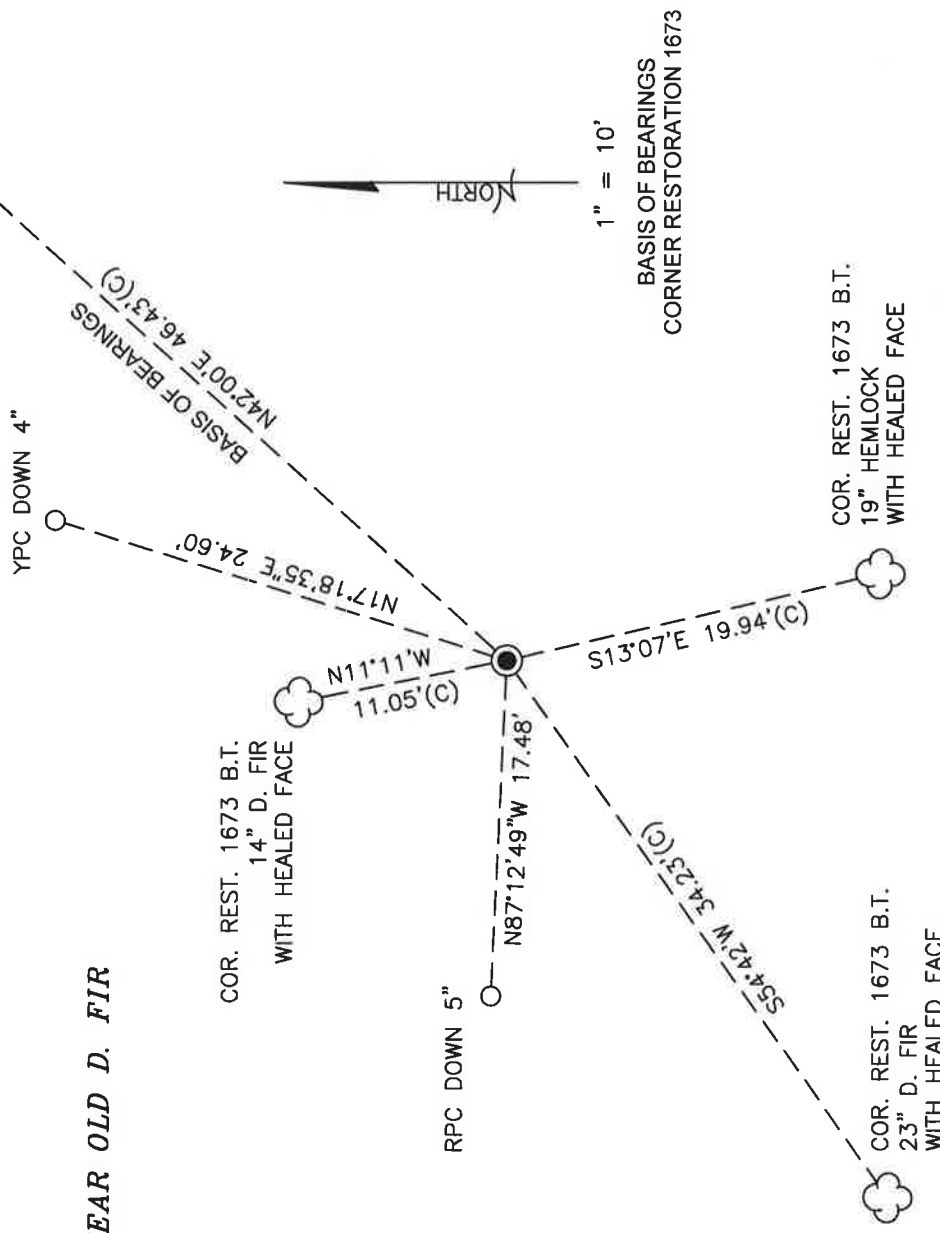 EAR OLD D. FIR
YPC DOWN 4"
BASIS OF BEARINGS
N42°00'E 46.43'(C)
N17°18'35"E 24.60'
COR. REST. 1673 B.T.
14" D. FIR
WITH HEALED FACE
N11°11'W
11.05'(C)
NORTH
1" = 10'
BASIS OF BEARINGS
CORNER RESTORATION 1673
RPC DOWN 5"
N87°12'49"W 17.48'
S13°07'E 19.94'(C)
S54°42'W 34.23'(C)
COR. REST. 1673 B.T.
19" HEMLOCK
WITH HEALED FACE
COR. REST. 1673 B.T.
23" D. FIR
WITH HEALED FACE